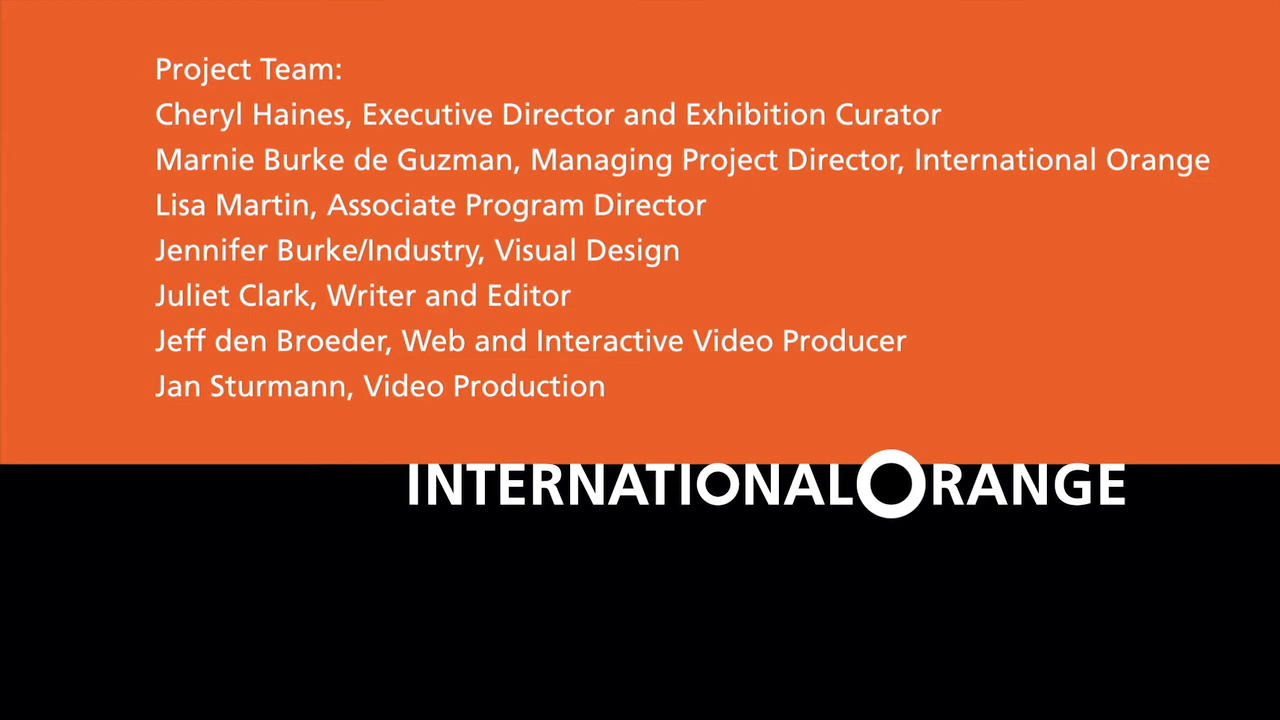 Project Team:
Cheryl Haines, Executive Director and Exhibition Curator
Marnie Burke de Guzman, Managing Project Director, International Orange
Lisa Martin, Associate Program Director
Jennifer Burke/Industry, Visual Design
Juliet Clark, Writer and Editor
Jeff den Broeder, Web and Interactive Video Producer
Jan Sturmann, Video Production
INTERNATIONALORANGE